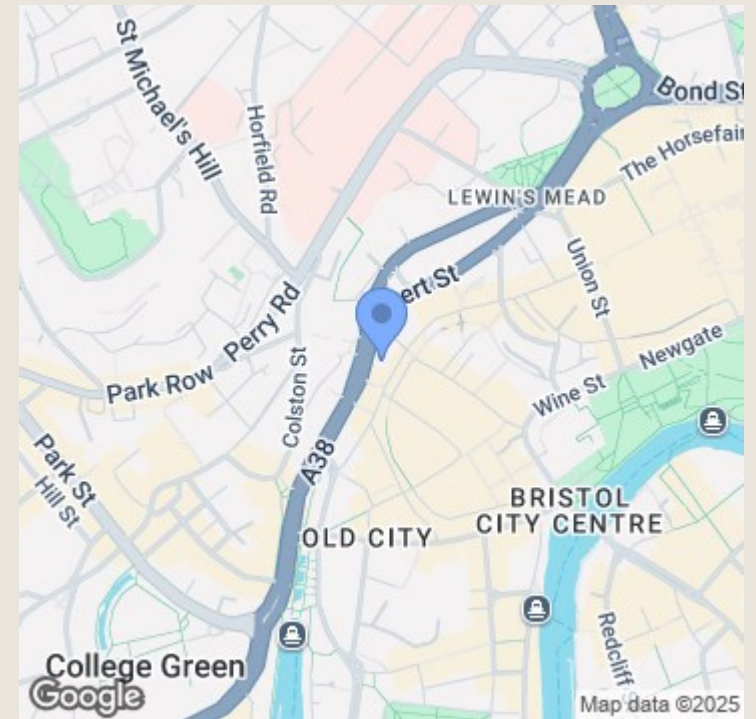 St Michael's Hill
Horfield Rd
Bond St
The Horsefair
LEWIN'S MEAD
Union St
ert St
Perry Rd
Park Row
Colston St
Newgate
Wine St
A38
Park St
Hill St
BRISTOL
CITY CENTRE
OLD CITY
Redcliff
College Green
Google
Map data ©2025